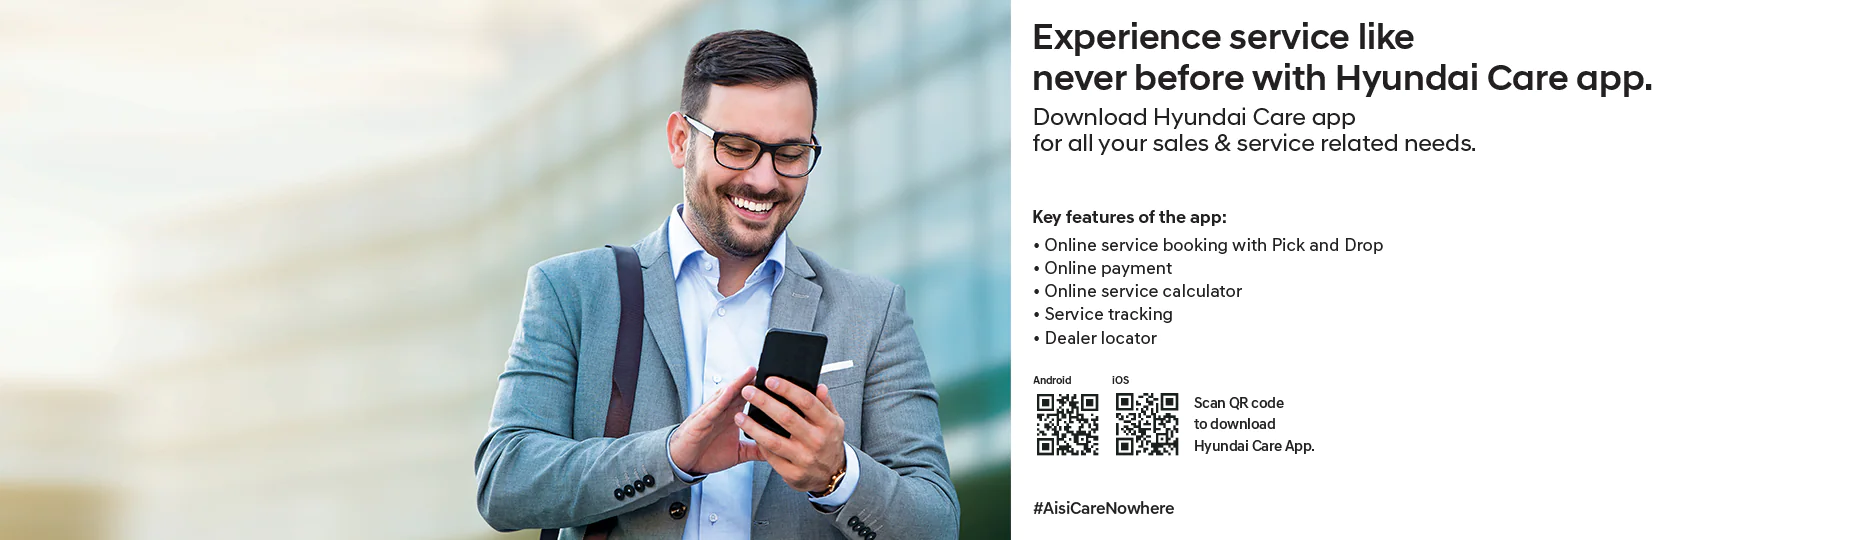 Experience service like
never before with Hyundai Care app.
Download Hyundai Care app
for all your sales & service related needs.
Key features of the app:
• Online service booking with Pick and Drop
• Online payment
• Online service calculator
• Service tracking
• Dealer locator
Android
iOS
Scan QR code
to download
Hyundai Care App.
#AisiCareNowhere